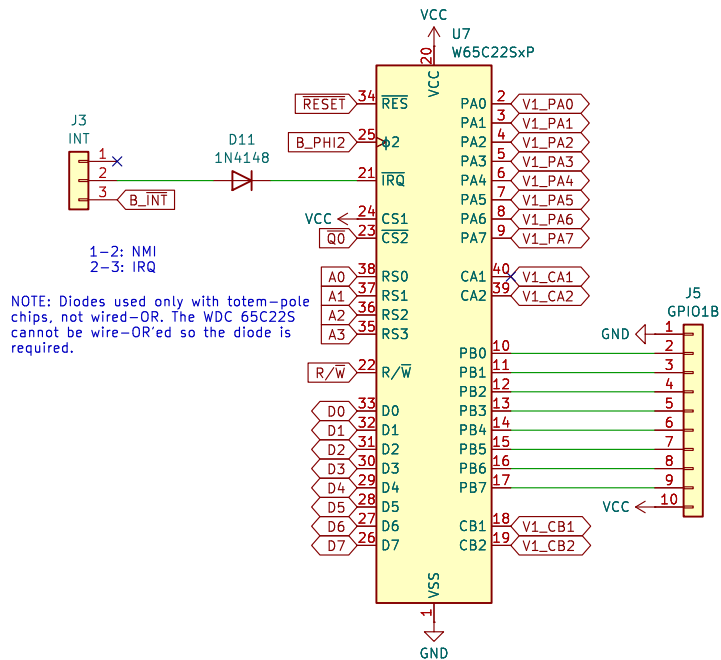 VCC
U7
W65C22SxP
20
VCC
34
RESET
RES
PA0
2
V1_PA0
PA1
3
V1_PA1
J3
INT
D11
1N4148
B_PHI2
25
ϕ2
PA2
4
V1_PA2
1
PA3
5
V1_PA3
2
21
IRQ
PA4
6
V1_PA4
3
B_INT
PA5
7
V1_PA5
VCC
24
CS1
PA6
8
V1_PA6
Q0
23
CS2
PA7
9
V1_PA7
1-2: NMI
2-3: IRQ
A0
38
RS0
CA1
40
V1_CA1
A1
37
RS1
CA2
39
V1_CA2
A2
36
RS2
A3
35
RS3
NOTE: Diodes used only with totem-pole
chips, not wired-OR. The WDC 65C22S
cannot be wire-OR'ed so the diode is
required.
J5
GPIO1B
GND
1
PB0
10
2
R/W
22
R/W
PB1
11
3
PB2
12
4
D0
33
D0
PB3
13
5
D1
32
D1
PB4
14
6
D2
31
D2
PB5
15
7
D3
30
D3
PB6
16
8
D4
29
D4
PB7
17
9
D5
28
D5
VCC
10
D6
27
D6
CB1
18
V1_CB1
D7
26
D7
CB2
19
V1_CB2
VSS
1
GND